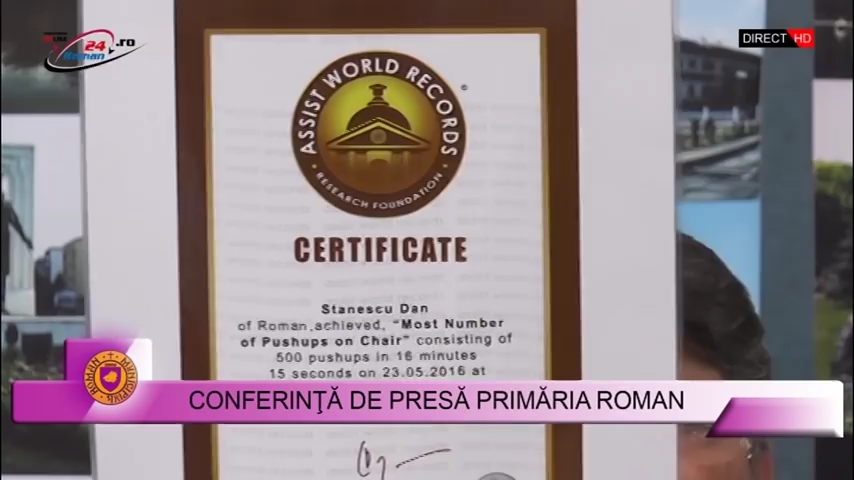 24.ro
Roman
DIRECT HD
ASSIST WORLD RECORDS
RESEARCH FOUNDATION
CERTIFICATE
Stanescu Dan
of Roman,achieved, “Most Number
of Pushups on Chair” consisting of
500 pushups in 16 minutes
15 seconds on 23.05.2016 at
MUNICIPIUL ROMAN
CONFERINŢĂ DE PRESĂ PRIMĂRIA ROMAN